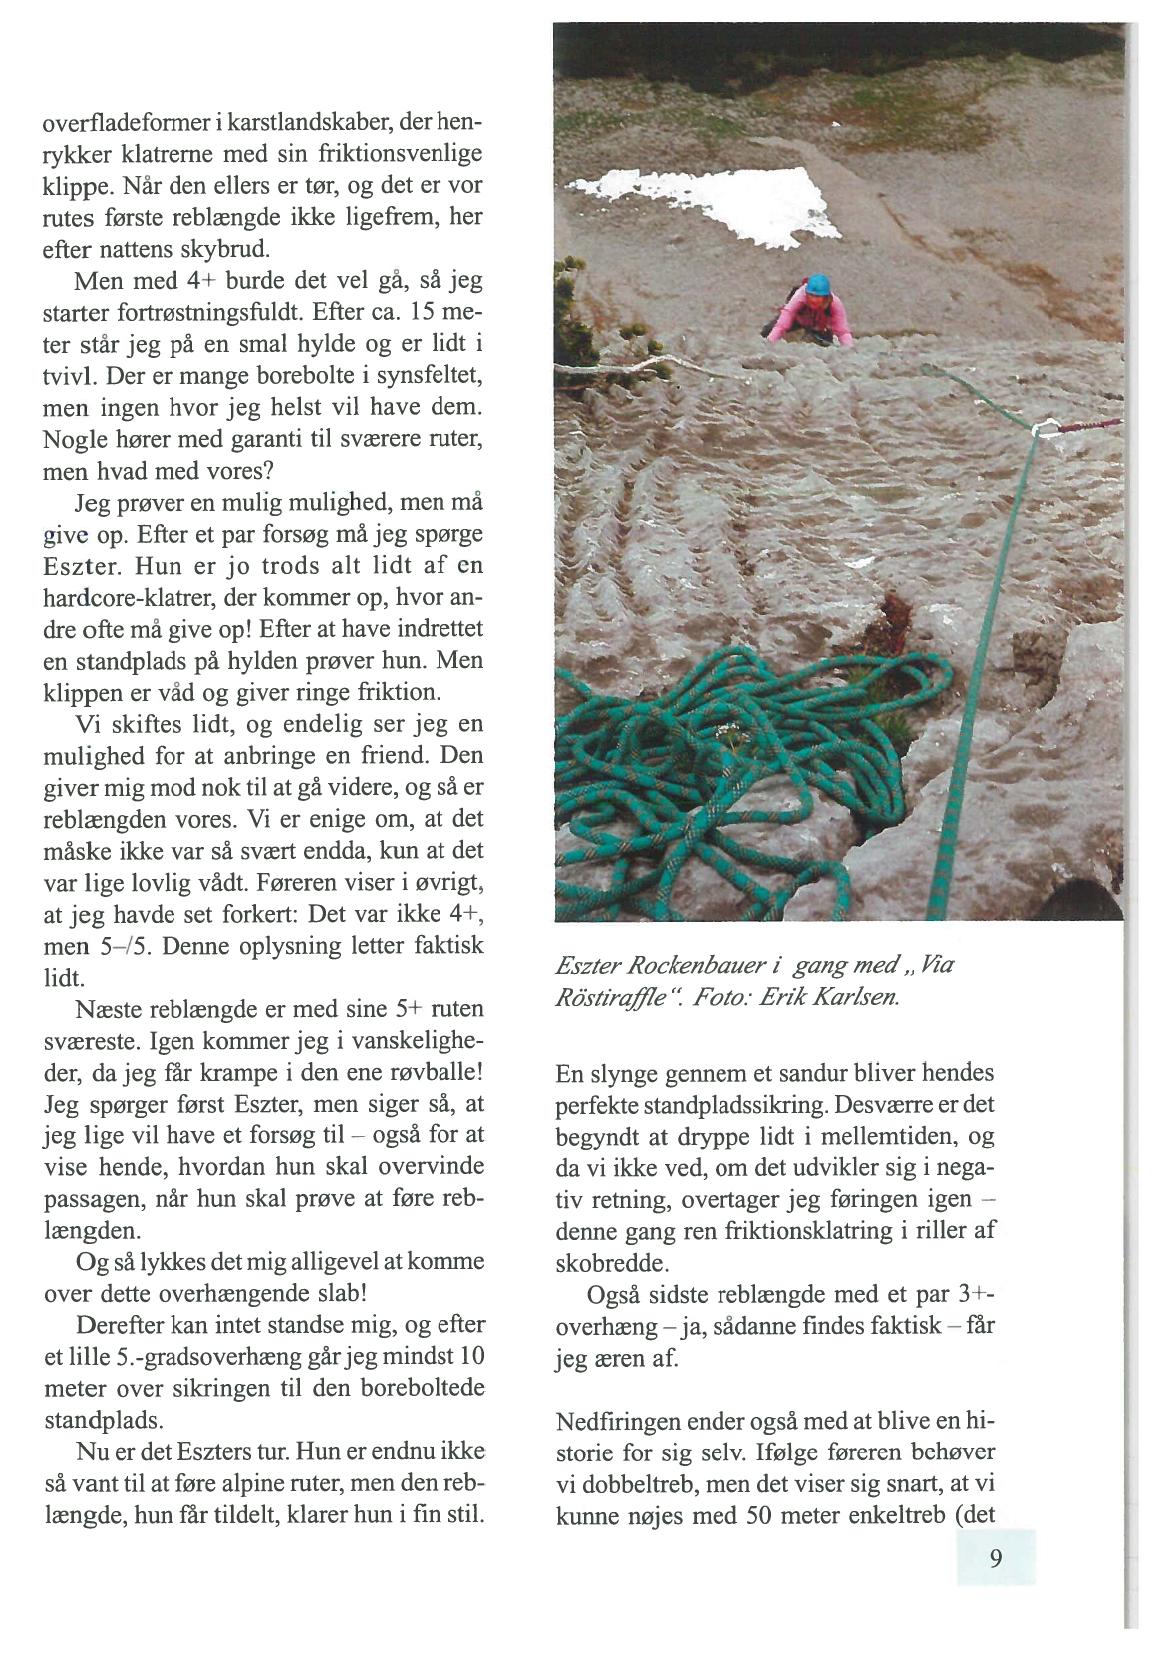 overfladeformer i karstlandskaber, der hen-
rykker klatrerne med sin friktionsvenlige
klippe. Når den ellers er tør, og det er vor
rutes første reblængde ikke ligefrem, her
efter nattens skybrud.
Men med 4+ burde det vel gå, så jeg
starter fortrøstningsfuldt. Efter ca. 15 me-
ter står jeg på en smal hylde og er lidt i
tvivl. Der er mange borebolte i synsfeltet,
men ingen hvor jeg helst vil have dem.
Nogle hører med garanti til sværere ruter,
men hvad med vores?
Jeg prøver en mulig mulighed, men må
give op. Efter et par forsøg må jeg spørge
Eszter. Hun er jo trods alt lidt af en
hardcore-klatrer, der kommer op, hvor an-
dre ofte må give op! Efter at have indrettet
en standplads på hylden prøver hun. Men
klippen er våd og giver ringe friktion.
Vi skiftes lidt, og endelig ser jeg en
mulighed for at anbringe en friend. Den
giver mig mod nok til at gå videre, og så er
reblængden vores. Vi er enige om, at det
måske ikke var så svært endda, kun at det
var lige lovlig vådt. Føreren viser i øvrigt,
at jeg havde set forkert: Det var ikke 4+,
men 5–/5. Denne oplysning letter faktisk
lidt.
Næste reblængde er med sine 5+ ruten
sværeste. Igen kommer jeg i vanskelighe-
der, da jeg får krampe i den ene røvballe!
Jeg spørger først Eszter, men siger så, at
jeg lige vil have et forsøg til – også for at
vise hende, hvordan hun skal overvinde
passagen, når hun skal prøve at føre reb-
længden.
Og så lykkes det mig alligevel at komme
over dette overhængende slab!
Derefter kan intet standse mig, og efter
et lille 5.-gradsoverhæng går jeg mindst 10
meter over sikringen til den boreboltede
standplads.
Nu er det Eszters tur. Hun er endnu ikke
så vant til at føre alpine ruter, men den reb-
længde, hun får tildelt, klarer hun i fin stil.
Eszter Rockenbauer i gang med „ Via
Röstiraffle“. Foto: Erik Karlsen.
En slynge gennem et sandur bliver hendes
perfekte standpladssikring. Desværre er det
begyndt at dryppe lidt i mellemtiden, og
da vi ikke ved, om det udvikler sig i nega-
tiv retning, overtager jeg føringen igen –
denne gang ren friktionsklatring i riller af
skobredde.
Også sidste reblængde med et par 3+-
overhæng – ja, sådanne findes faktisk – får
jeg æren af.
Nedfiringen ender også med at blive en hi-
storie for sig selv. Ifølge føreren behøver
vi dobbeltreb, men det viser sig snart, at vi
kunne nøjes med 50 meter enkeltreb (det
9